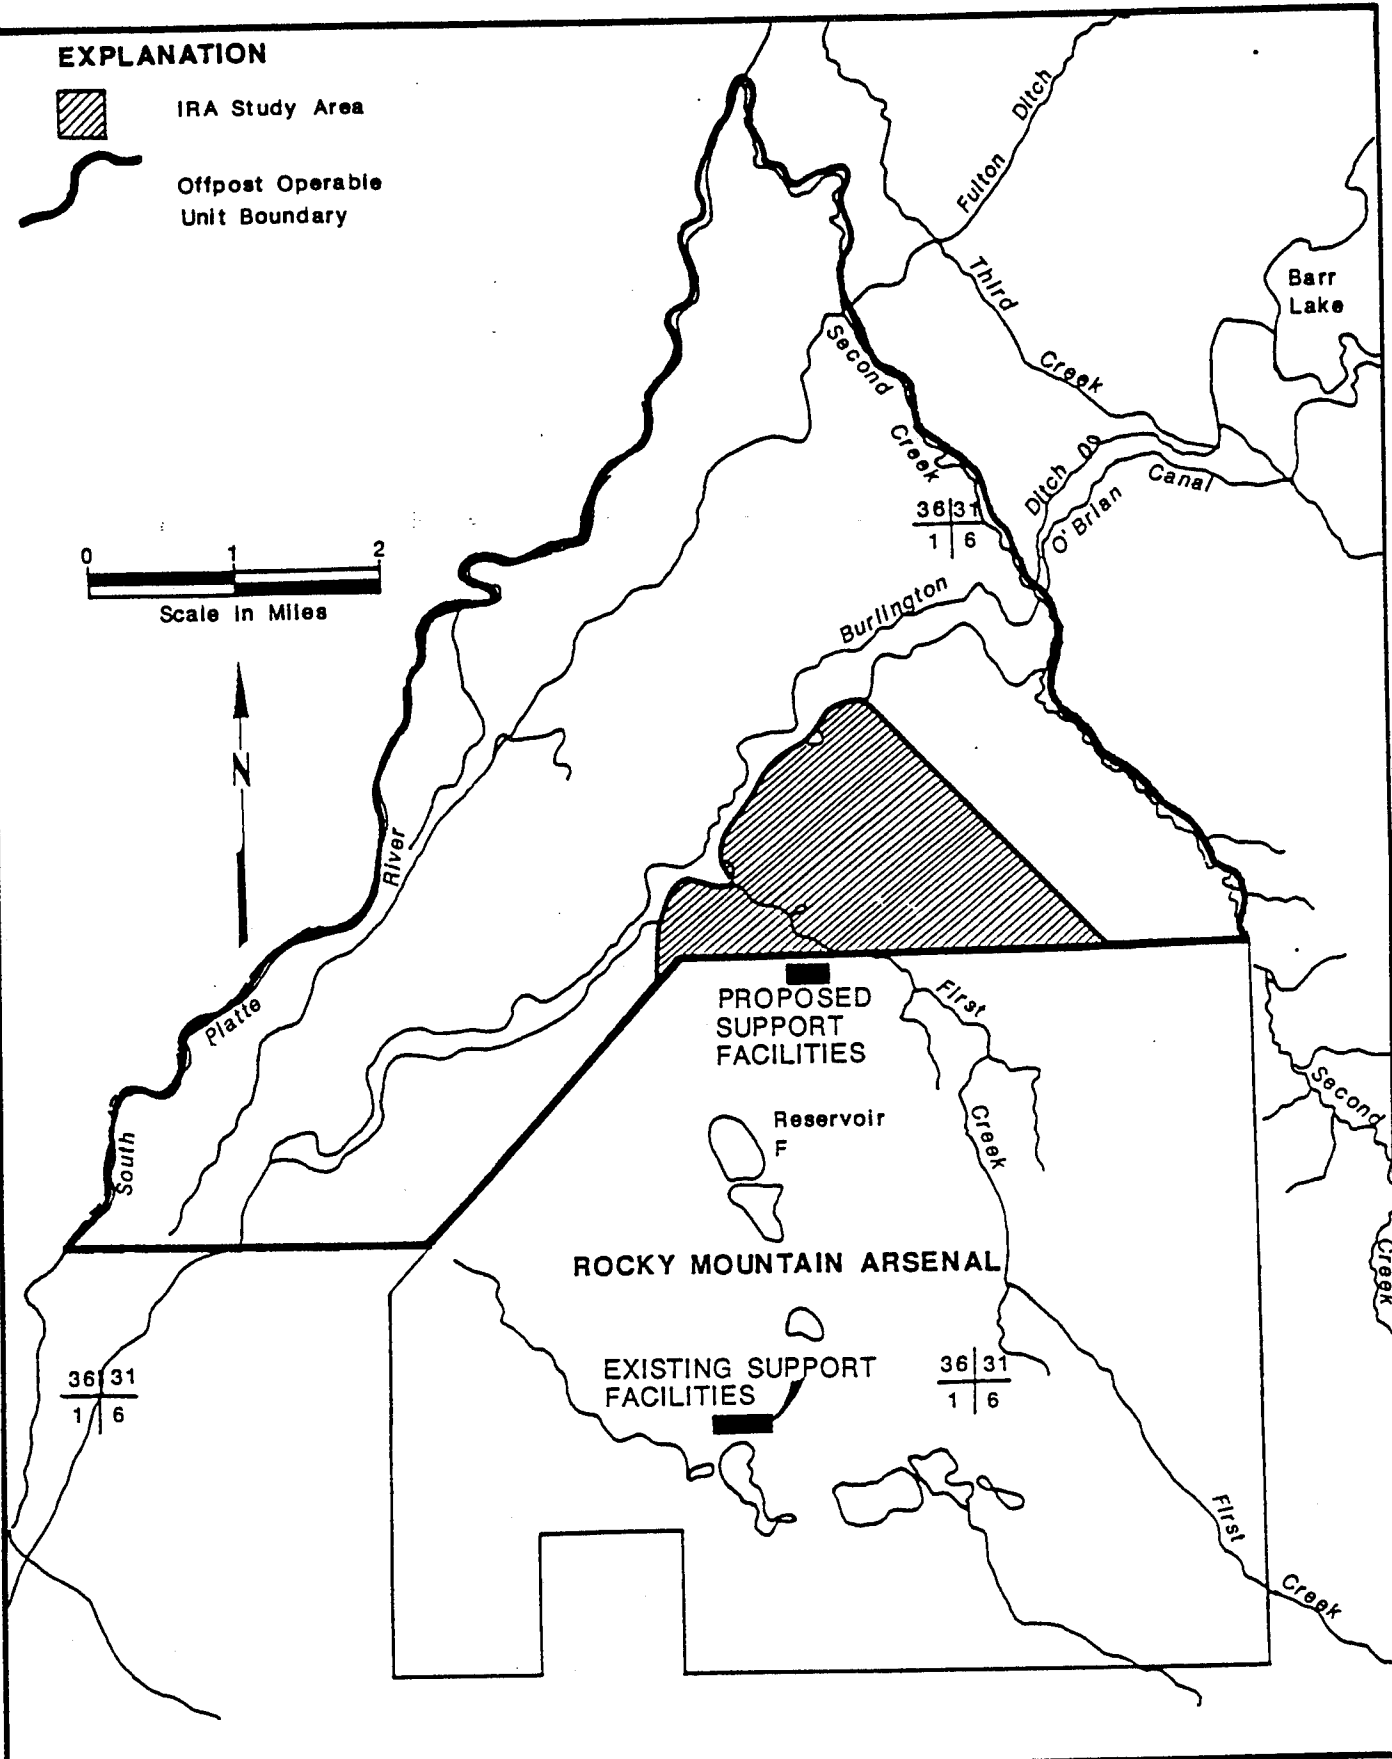 EXPLANATION
IRA Study Area
Offpost Operable
Unit Boundary
Fulton Ditch
Third
Creek
Barr
Lake
Second
Creek
Ditch
O'Brian
Canal
36 31
1 6
0 1 2
Scale in Miles
Burlington
N
River
Platte
South
PROPOSED
SUPPORT
FACILITIES
First
Creek
Second
Creek
Reservoir
F
ROCKY MOUNTAIN ARSENAL
EXISTING SUPPORT
FACILITIES
36 31
1 6
36 31
1 6
First
Creek